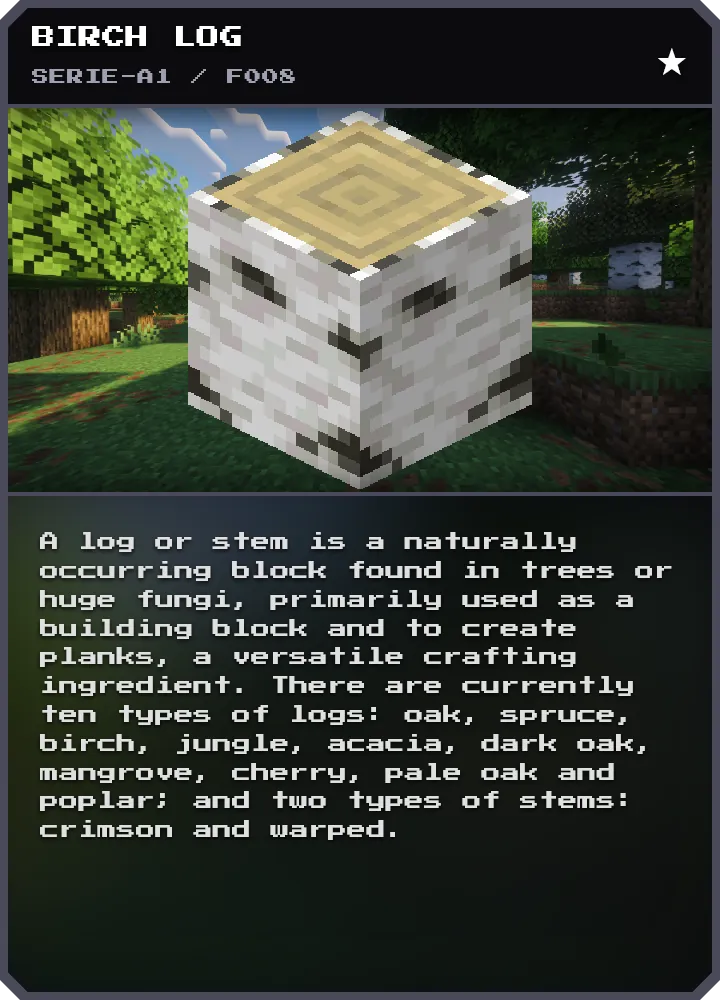 BIRCH LOG
SERIE-A1 / F008
A log or stem is a naturally
occurring block found in trees or
huge fungi, primarily used as a
building block and to create
planks, a versatile crafting
ingredient. There are currently
ten types of logs: oak, spruce,
birch, jungle, acacia, dark oak,
mangrove, cherry, pale oak and
poplar; and two types of stems:
crimson and warped.